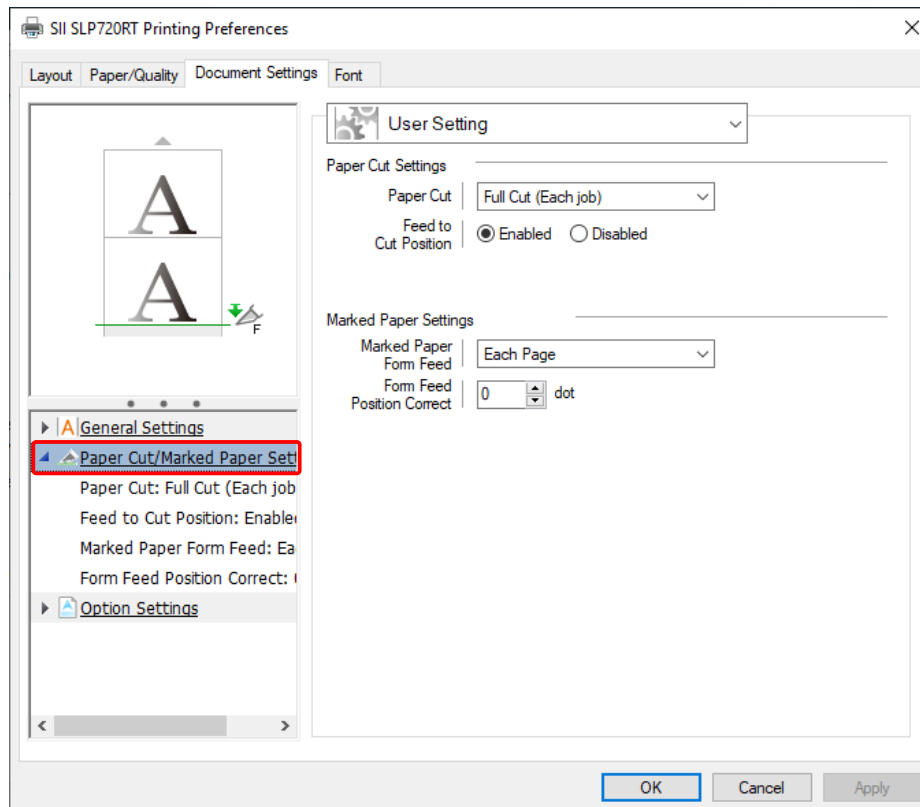 SII SLP720RT Printing Preferences
Layout Paper/Quality Document Settings Font
User Setting
Paper Cut Settings
Paper Cut Full Cut (Each job)
Feed to
Cut Position Enabled Disabled
Marked Paper Settings
Marked Paper
Form Feed Each Page
Form Feed
Position Correct 0 dot
A
A
F
A General Settings
Paper Cut/Marked Paper Sett
Paper Cut: Full Cut (Each job
Feed to Cut Position: Enable
Marked Paper Form Feed: Ea
Form Feed Position Correct:
Option Settings
OK Cancel Apply